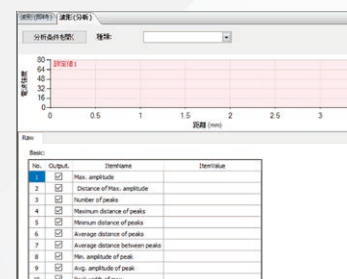 波形(即時) 波形(分析)
分析条件を開く 種類:
設定値1
80
64
48
32
16
0
0 0.5 1 1.5 2 2.5 3
距離 (mm)
Raw
Basic:
No. Output. ItemName ItemValue
1 Max. amplitude
2 Distance of Max. amplitude
3 Number of peaks
4 Maximum distance of peaks
5 Minimum distance of peaks
6 Average distance of peaks
7 Average distance between peaks
8 Min. amplitude of peak
9 Avg. amplitude of peak